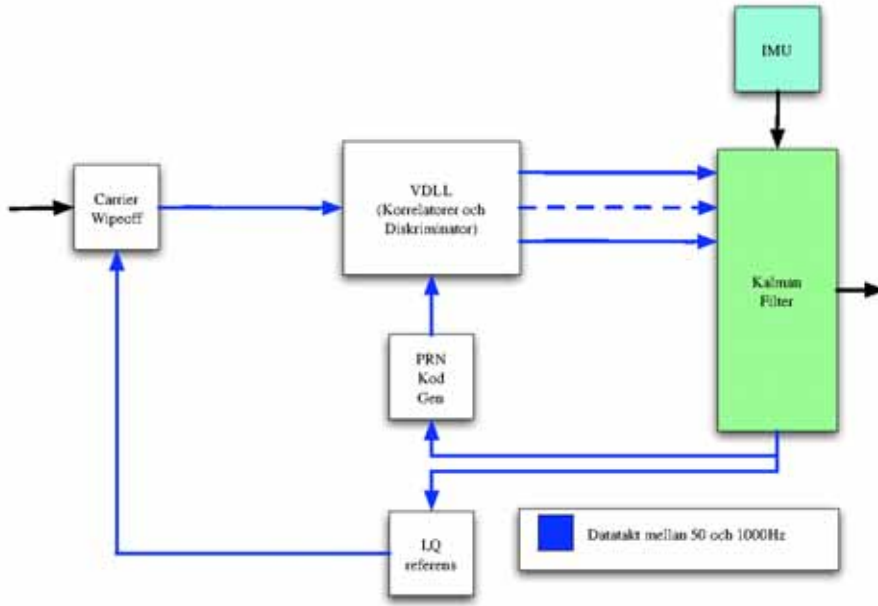 IMU
Carrier
Wipeoff
VDLL
(Korrelatorer och
Diskriminator)
Kalman
Filter
PRN
Kod
Gen
I,Q
referens
Datatakt mellan 50 och 1000Hz